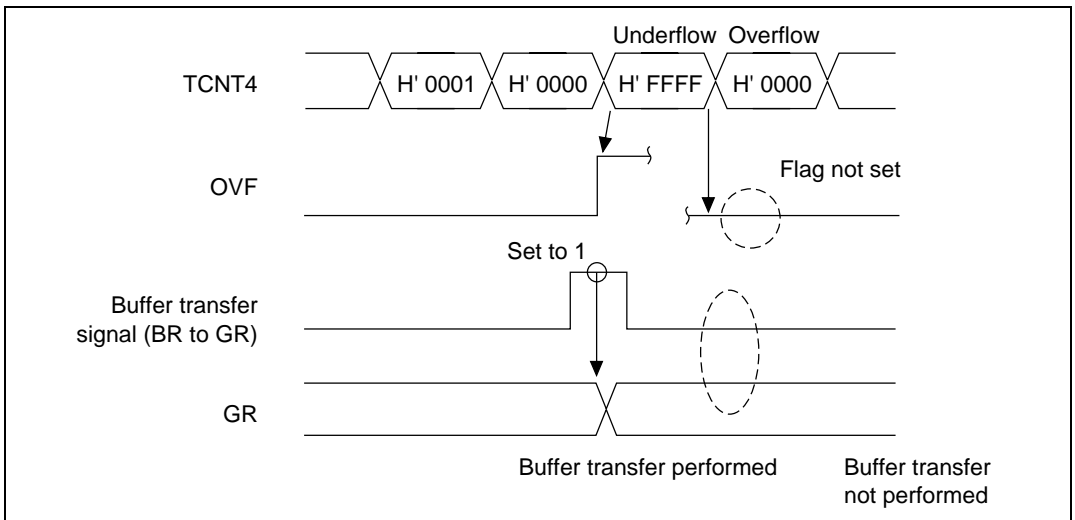 Underflow Overflow
TCNT4 H' 0001 H' 0000 H' FFFF H' 0000
OVF
Flag not set
Set to 1
Buffer transfer
signal (BR to GR)
GR
Buffer transfer performed
Buffer transfer
not performed